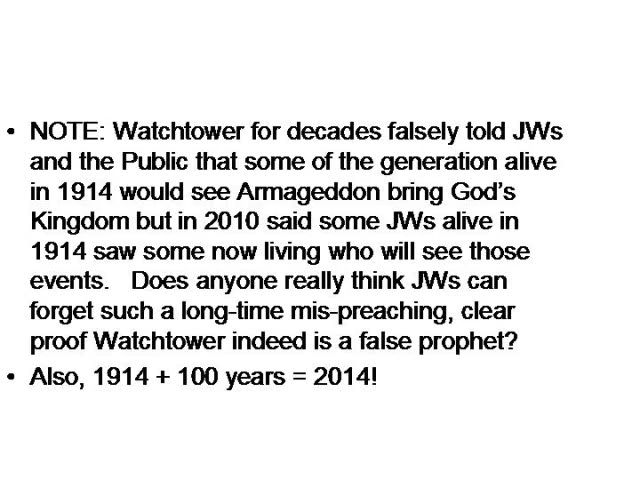 • NOTE: Watchtower for decades falsely told JWs
and the Public that some of the generation alive
in 1914 would see Armageddon bring God's
Kingdom but in 2010 said some JWs alive in
1914 saw some now living who will see those
events.   Does anyone really think JWs can
forget such a long-time mis-preaching, clear
proof Watchtower indeed is a false prophet?
• Also, 1914 + 100 years = 2014!